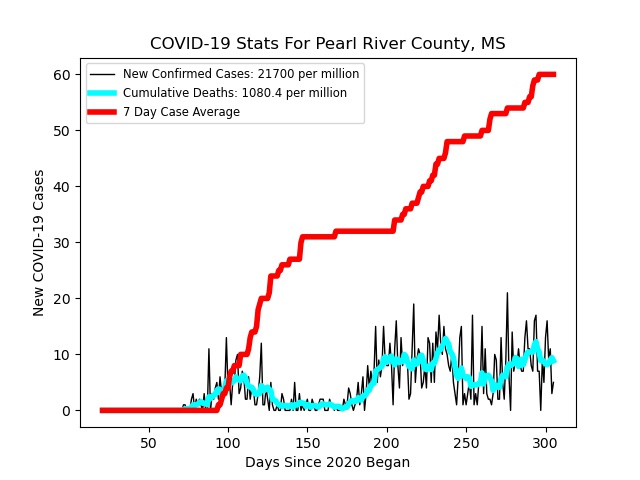 COVID-19 Stats For Pearl River County, MS
New Confirmed Cases: 21700 per million
Cumulative Deaths: 1080.4 per million
7 Day Case Average
60
50
40
30
20
10
0
New COVID-19 Cases
50 100 150 200 250 300
Days Since 2020 Began